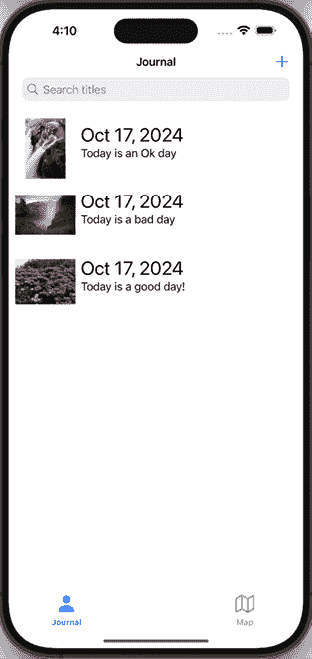 4:10
Journal
Search titles
Oct 17, 2024
Today is an Ok day
Oct 17, 2024
Today is a bad day
Oct 17, 2024
Today is a good day!
Journal
Map